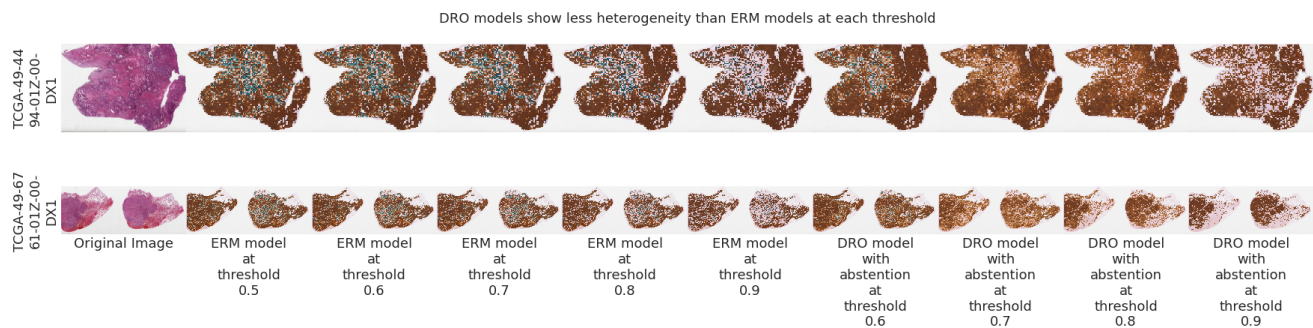 DRO models show less heterogeneity than ERM models at each threshold
TCGA-49-44
94-01Z-00-
DX1
TCGA-49-67
61-01Z-00-
DX1
Original Image
ERM model
at
threshold
0.5
ERM model
at
threshold
0.6
ERM model
at
threshold
0.7
ERM model
at
threshold
0.8
ERM model
at
threshold
0.9
DRO model
with
abstention
at
threshold
0.6
DRO model
with
abstention
at
threshold
0.7
DRO model
with
abstention
at
threshold
0.8
DRO model
with
abstention
at
threshold
0.9